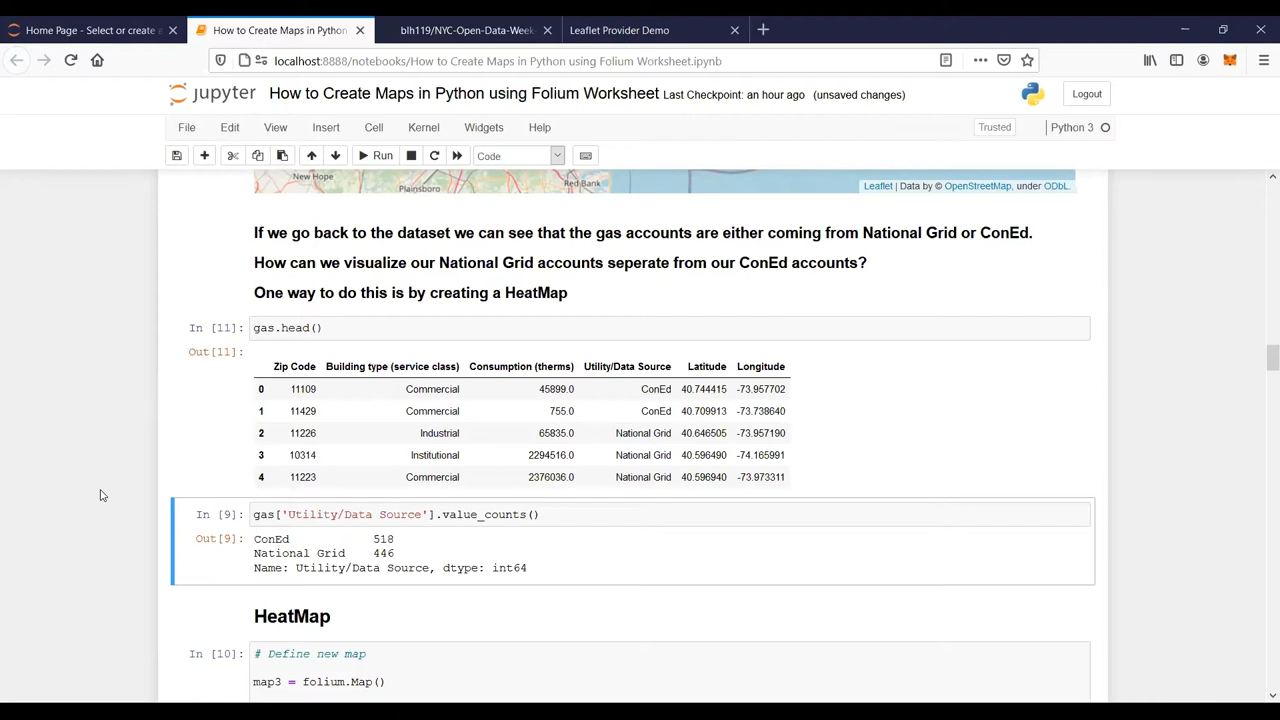 Home Page - Select or create
How to Create Maps in Python
blh119/NYC-Open-Data-Week
Leaflet Provider Demo
localhost:8888/notebooks/How to Create Maps in Python using Folium Worksheet.ipynb
jupyter How to Create Maps in Python using Folium Worksheet Last Checkpoint: an hour ago (unsaved changes)
Logout
File Edit View Insert Cell Kernel Widgets Help
Trusted
Python 3
Run
Code
New Hope
Plainsboro
Red Bank
Leaflet | Data by © OpenStreetMap, under ODbL.
If we go back to the dataset we can see that the gas accounts are either coming from National Grid or ConEd.
How can we visualize our National Grid accounts seperate from our ConEd accounts?
One way to do this is by creating a HeatMap
In [11]: gas.head()
Out[11]:
Zip Code Building type (service class) Consumption (therms) Utility/Data Source Latitude Longitude
0 11109 Commercial 45899.0 ConEd 40.744415 -73.957702
1 11429 Commercial 755.0 ConEd 40.709913 -73.738640
2 11226 Industrial 65835.0 National Grid 40.646505 -73.957190
3 10314 Institutional 2294516.0 National Grid 40.596490 -74.165991
4 11223 Commercial 2376036.0 National Grid 40.596940 -73.973311
In [9]: gas['Utility/Data Source'].value_counts()
Out[9]: ConEd 518
National Grid 446
Name: Utility/Data Source, dtype: int64
HeatMap
In [10]: # Define new map
map3 = folium.Map()